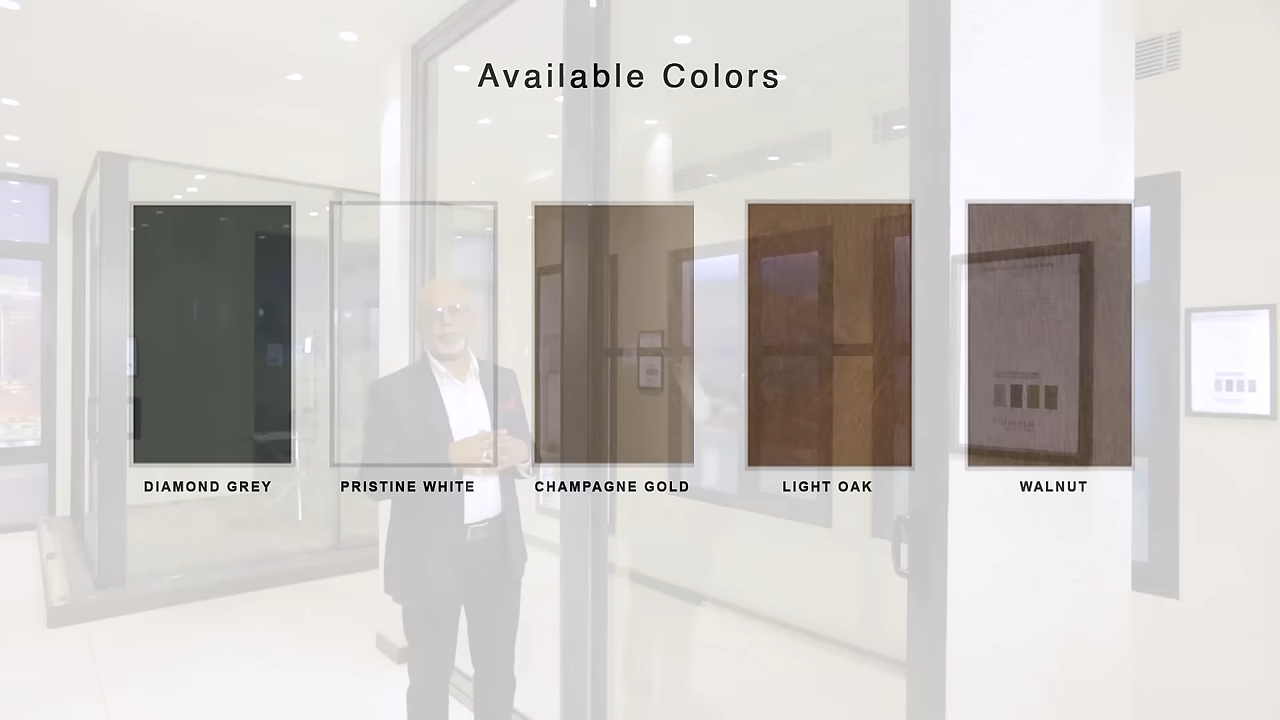 Available Colors
DIAMOND GREY
PRISTINE WHITE
CHAMPAGNE GOLD
LIGHT OAK
WALNUT